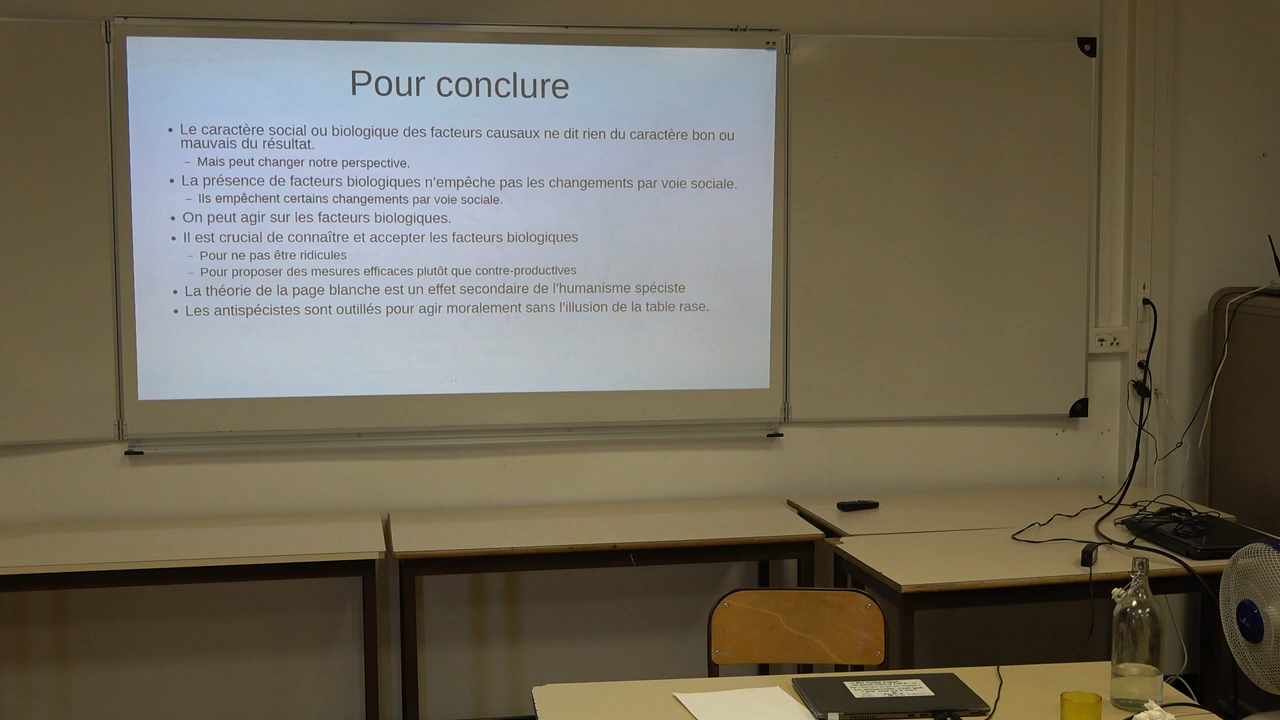 Pour conclure
• Le caractère social ou biologique des facteurs causaux ne dit rien du caractère bon ou
mauvais du résultat.
– Mais peut changer notre perspective.
• La présence de facteurs biologiques n'empêche pas les changements par voie sociale.
– Ils empêchent certains changements par voie sociale.
• On peut agir sur les facteurs biologiques.
• Il est crucial de connaître et accepter les facteurs biologiques
– Pour ne pas être ridicules
– Pour proposer des mesures efficaces plutôt que contre-productives
• La théorie de la page blanche est un effet secondaire de l'humanisme spéciste
• Les antispécistes sont outillés pour agir moralement sans l'illusion de la table rase.